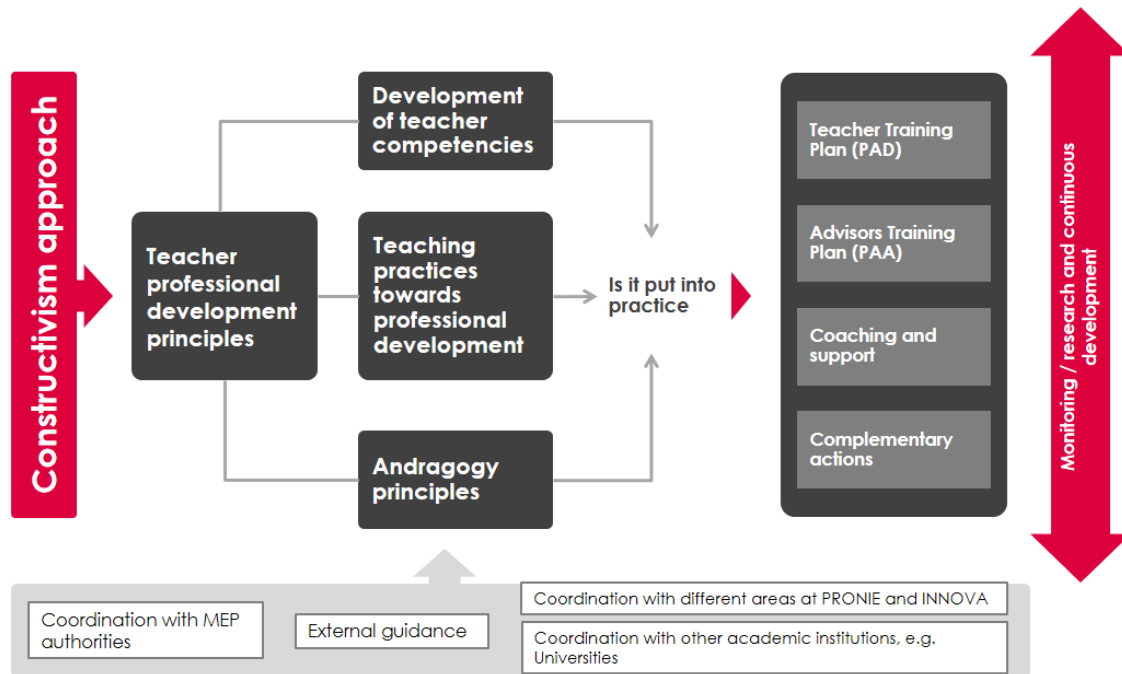 Constructivism approach
Teacher
professional
development
principles
Development
of teacher
competencies
Teaching
practices
towards
professional
development
Andragogy
principles
Is it put into
practice
Teacher Training
Plan (PAD)
Advisors Training
Plan (PAA)
Coaching and
support
Complementary
actions
Monitoring / research and continuous
development
Coordination with MEP
authorities
External guidance
Coordination with different areas at PRONIE and INNOVA
Coordination with other academic institutions, e.g.
Universities